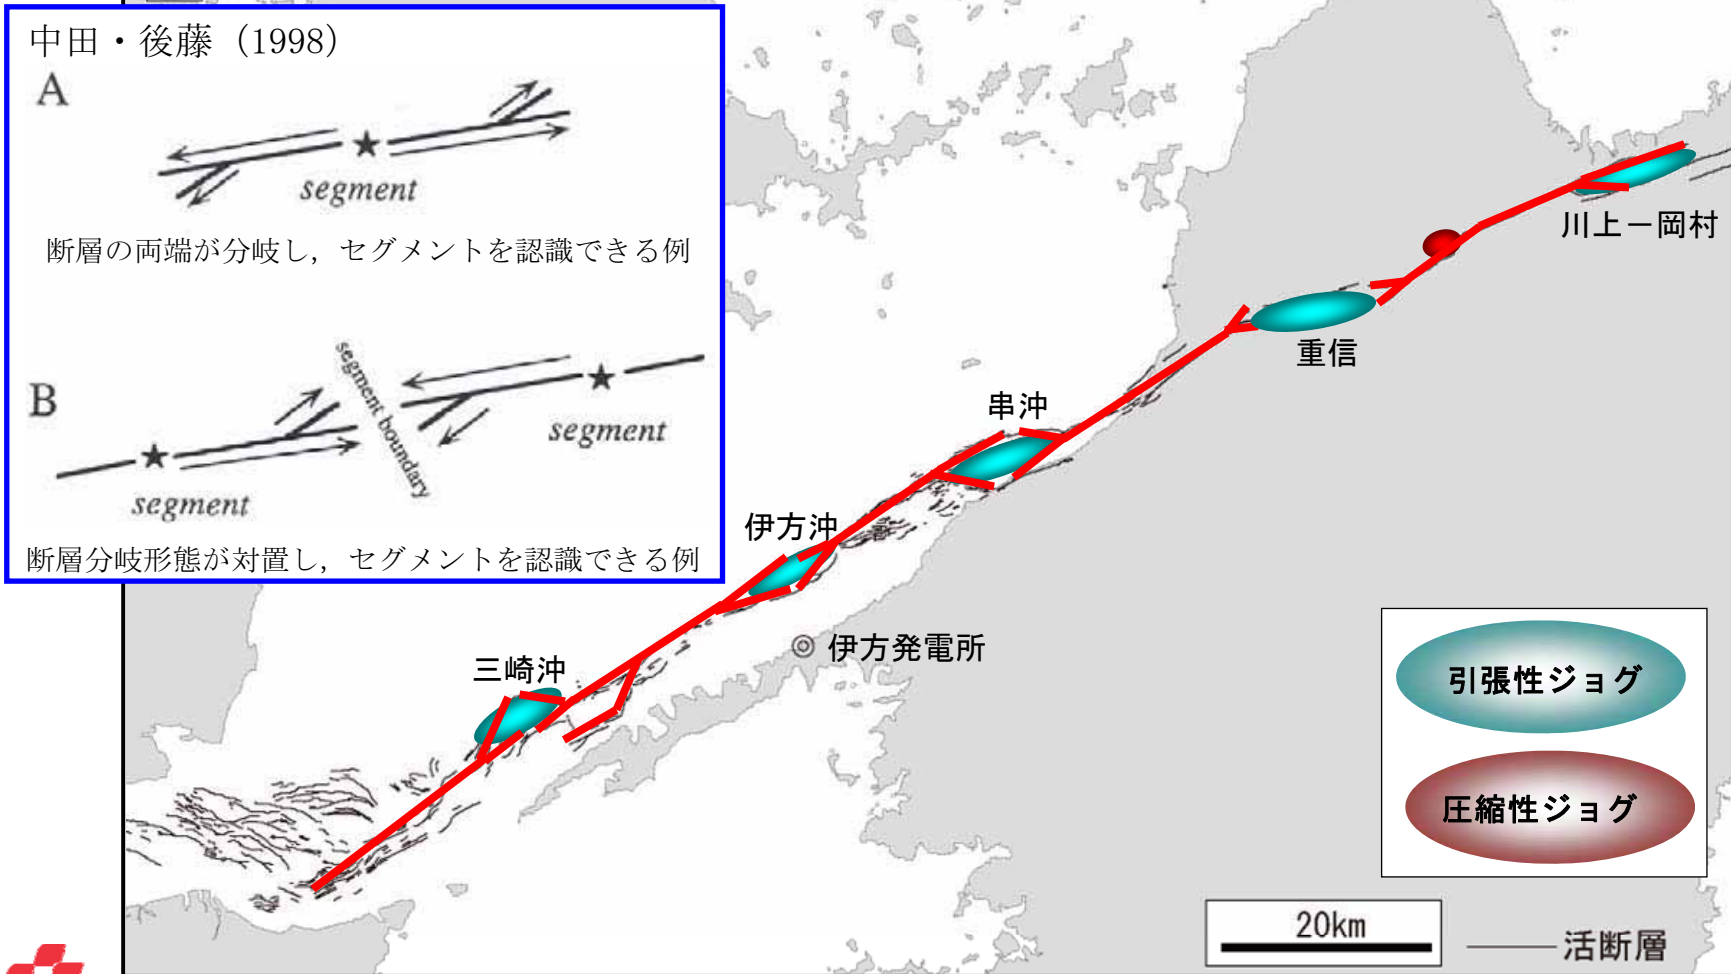 中田・後藤（1998）
A
segment
断層の両端が分岐し，セグメントを認識できる例
segment boundary
B
segment
segment
断層分岐形態が対置し，セグメントを認識できる例
川上－岡村
重信
串沖
伊方沖
伊方発電所
三崎沖
引張性ジョグ
圧縮性ジョグ
20km
活断層